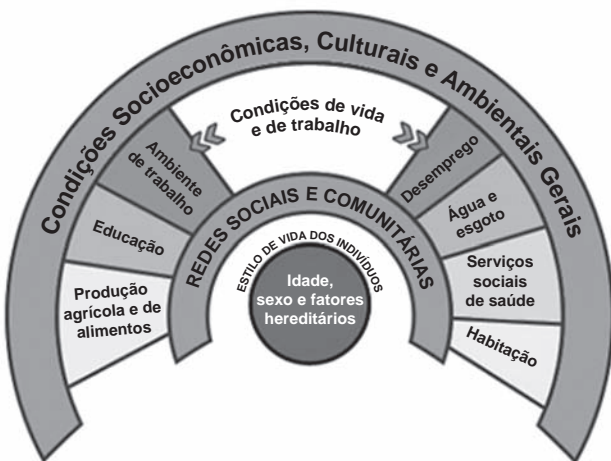 Condições Socioeconômicas, Culturais e Ambientais Gerais
Condições de vida
e de trabalho
Ambiente
de trabalho
Educação
Produção
agrícola e de
alimentos
Desemprego
Água e
esgoto
Serviços
sociais
de saúde
Habitação
REDES SOCIAIS E COMUNITÁRIAS
ESTILO DE VIDA DOS INDIVÍDUOS
Idade,
sexo e fatores
hereditários